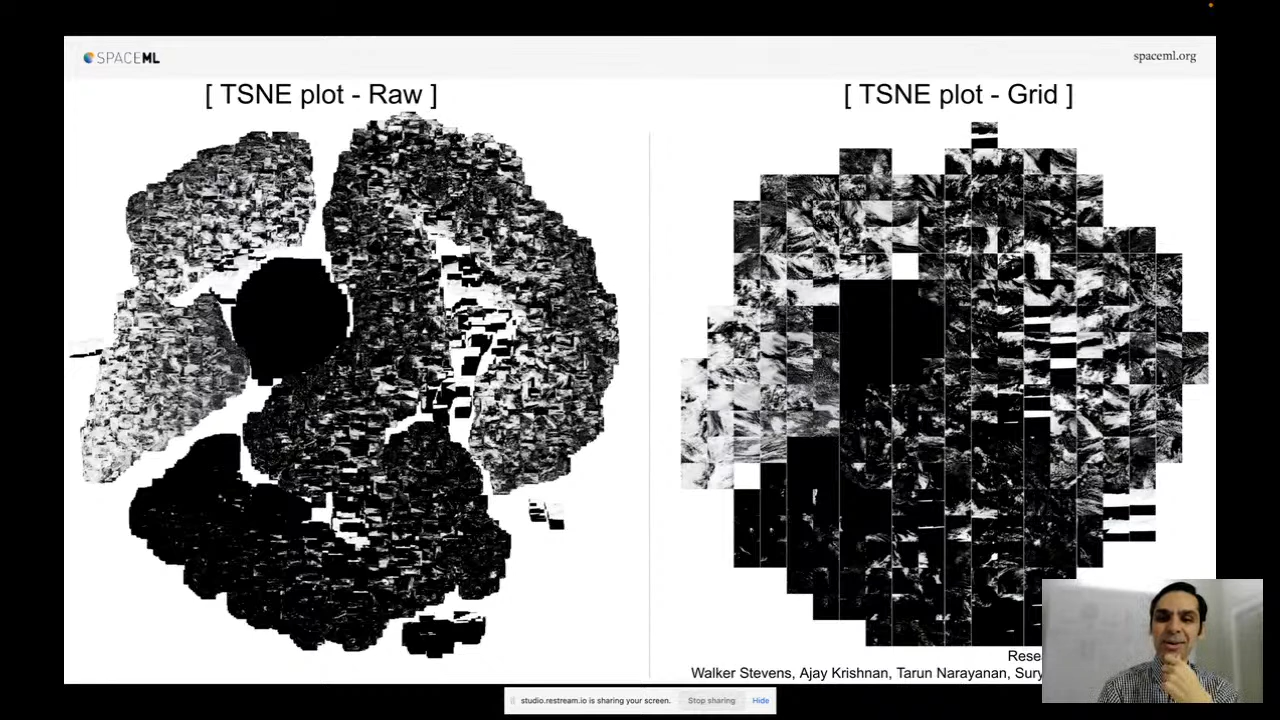 SPACEML
spaceml.org
[ TSNE plot - Raw ]
[ TSNE plot - Grid ]
Walker Stevens, Ajay Krishnan, Tarun Narayanan,
studio.restream.io is sharing your screen.
Stop sharing
Hide